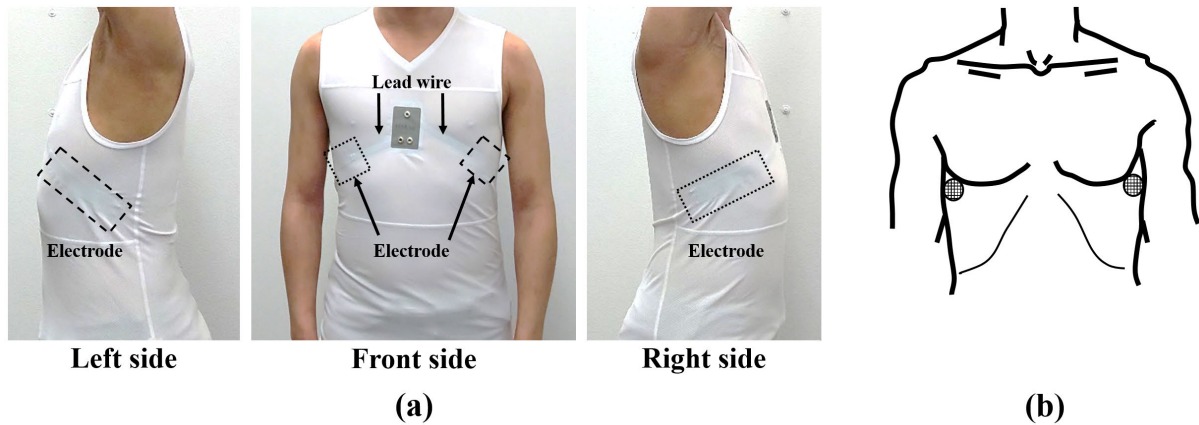 Lead wire
Electrode
Electrode
Electrode
Left side
Front side
Right side
(a)
(b)